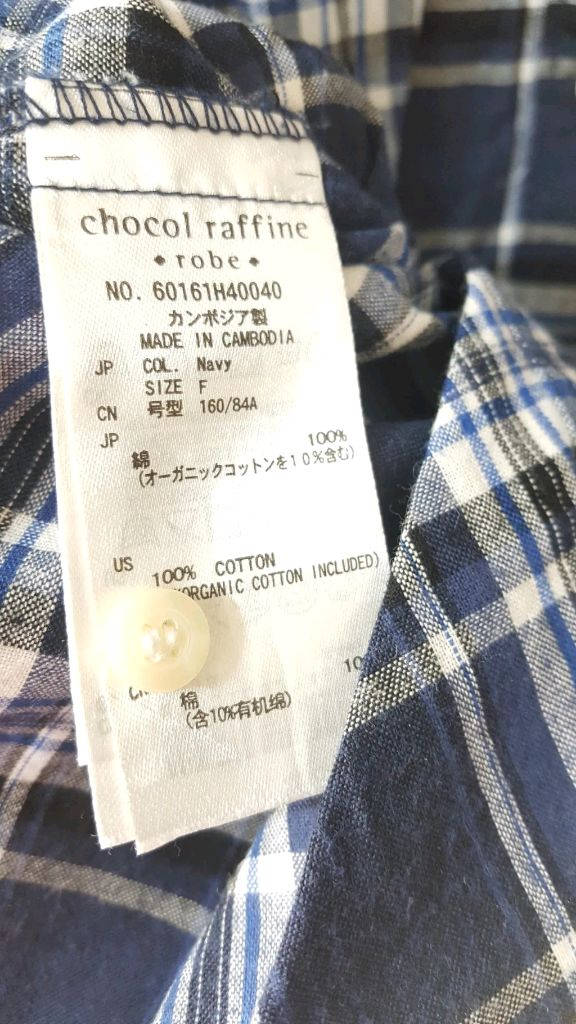 chocol raffine
• robe •
NO. 60161H40040
カンボジア製
MADE IN CAMBODIA
JP COL. Navy
SIZE F
CN 号型 160/84A
JP
綿 100%
(オーガニックコットンを10%含む)
US 100% COTTON
ORGANIC COTTON INCLUDED)
綿 10
(含10%有机綿)